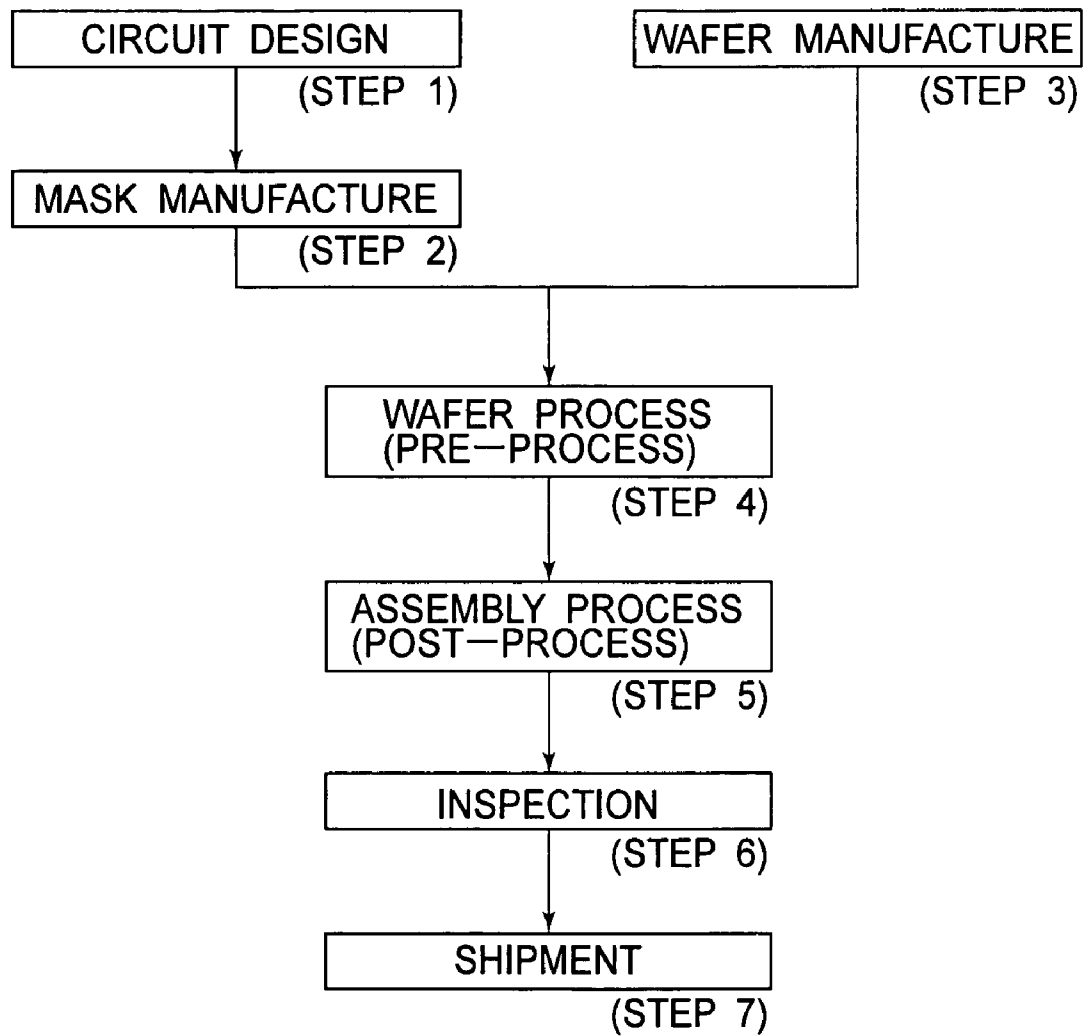 CIRCUIT DESIGN
(STEP 1)
WAFER MANUFACTURE
(STEP 3)
MASK MANUFACTURE
(STEP 2)
WAFER PROCESS
(PRE—PROCESS)
(STEP 4)
ASSEMBLY PROCESS
(POST—PROCESS)
(STEP 5)
INSPECTION
(STEP 6)
SHIPMENT
(STEP 7)